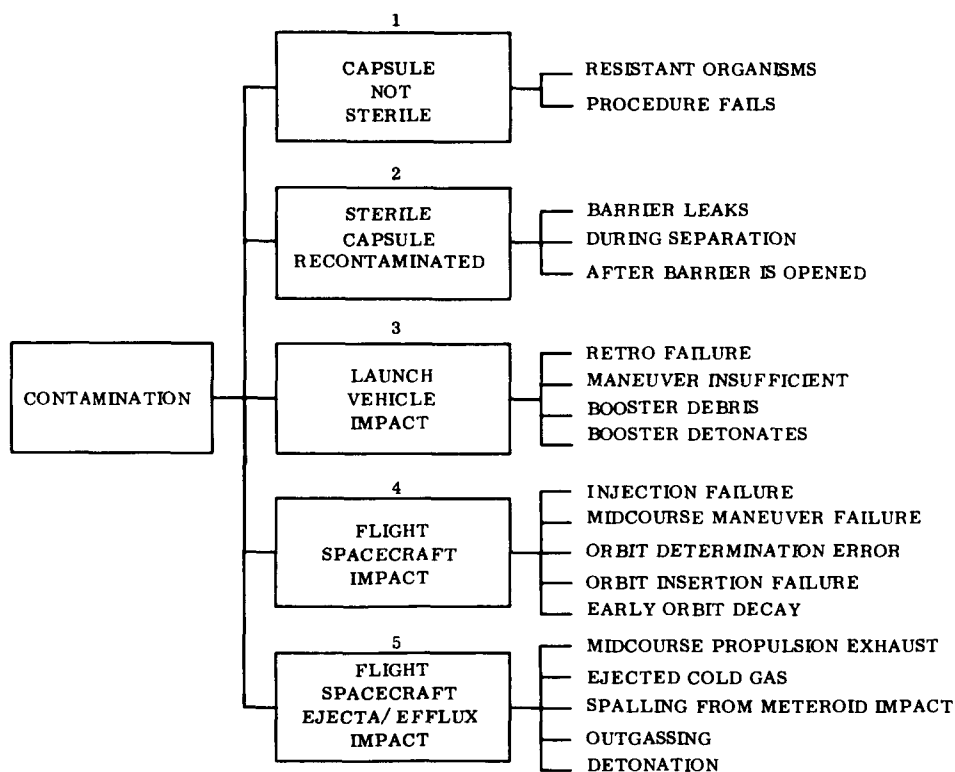 1
CAPSULE
NOT
STERILE
RESISTANT ORGANISMS
PROCEDURE FAILS
2
STERILE
CAPSULE
RECONTAMINATED
BARRIER LEAKS
DURING SEPARATION
AFTER BARRIER IS OPENED
CONTAMINATION
3
LAUNCH
VEHICLE
IMPACT
RETRO FAILURE
MANEUVER INSUFFICIENT
BOOSTER DEBRIS
BOOSTER DETONATES
4
FLIGHT
SPACECRAFT
IMPACT
INJECTION FAILURE
MIDCOURSE MANEUVER FAILURE
ORBIT DETERMINATION ERROR
ORBIT INSERTION FAILURE
EARLY ORBIT DECAY
5
FLIGHT
SPACECRAFT
EJECTA/EFFLUX
IMPACT
MIDCOURSE PROPULSION EXHAUST
EJECTED COLD GAS
SPALLING FROM METEROID IMPACT
OUTGASSING
DETONATION